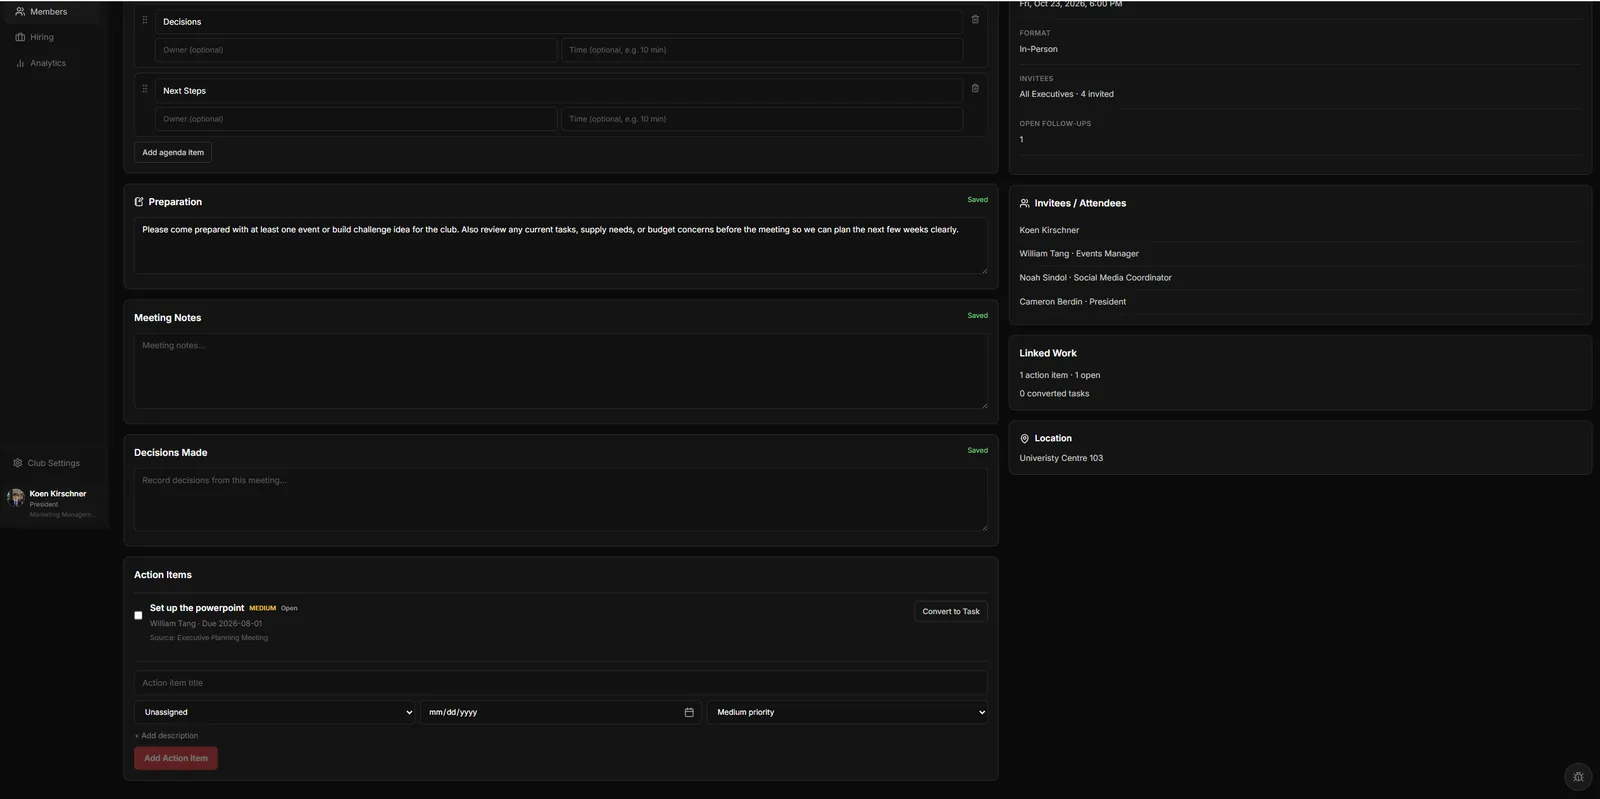 Members
Hiring
Analytics
Club Settings
Koen Kirschner
President
Marketing Managem...
Decisions
Owner (optional)
Time (optional, e.g. 10 min)
Next Steps
Owner (optional)
Time (optional, e.g. 10 min)
Add agenda item
Preparation
Saved
Please come prepared with at least one event or build challenge idea for the club. Also review any current tasks, supply needs, or budget concerns before the meeting so we can plan the next few weeks clearly.
Meeting Notes
Saved
Meeting notes...
Decisions Made
Saved
Record decisions from this meeting...
Action Items
Set up the powerpoint MEDIUM Open
William Tang · Due 2026-08-01
Source: Executive Planning Meeting
Convert to Task
Action item title
Unassigned
mm/dd/yyyy
Medium priority
+ Add description
Add Action Item
Fri, Oct 23, 2026, 6:00 PM
FORMAT
In-Person
INVITEES
All Executives · 4 invited
OPEN FOLLOW-UPS
1
Invitees / Attendees
Koen Kirschner
William Tang · Events Manager
Noah Sindol · Social Media Coordinator
Cameron Berdin · President
Linked Work
1 action item · 1 open
0 converted tasks
Location
Univeristy Centre 103